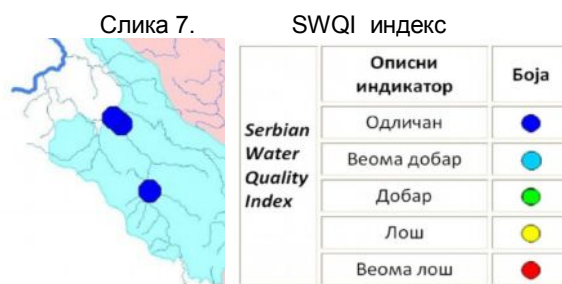 Слика 7. SWQI индекс
Описни индикатор
Боја
Serbian Water Quality Index
Одличан
Веома добар
Добар
Лош
Веома лош